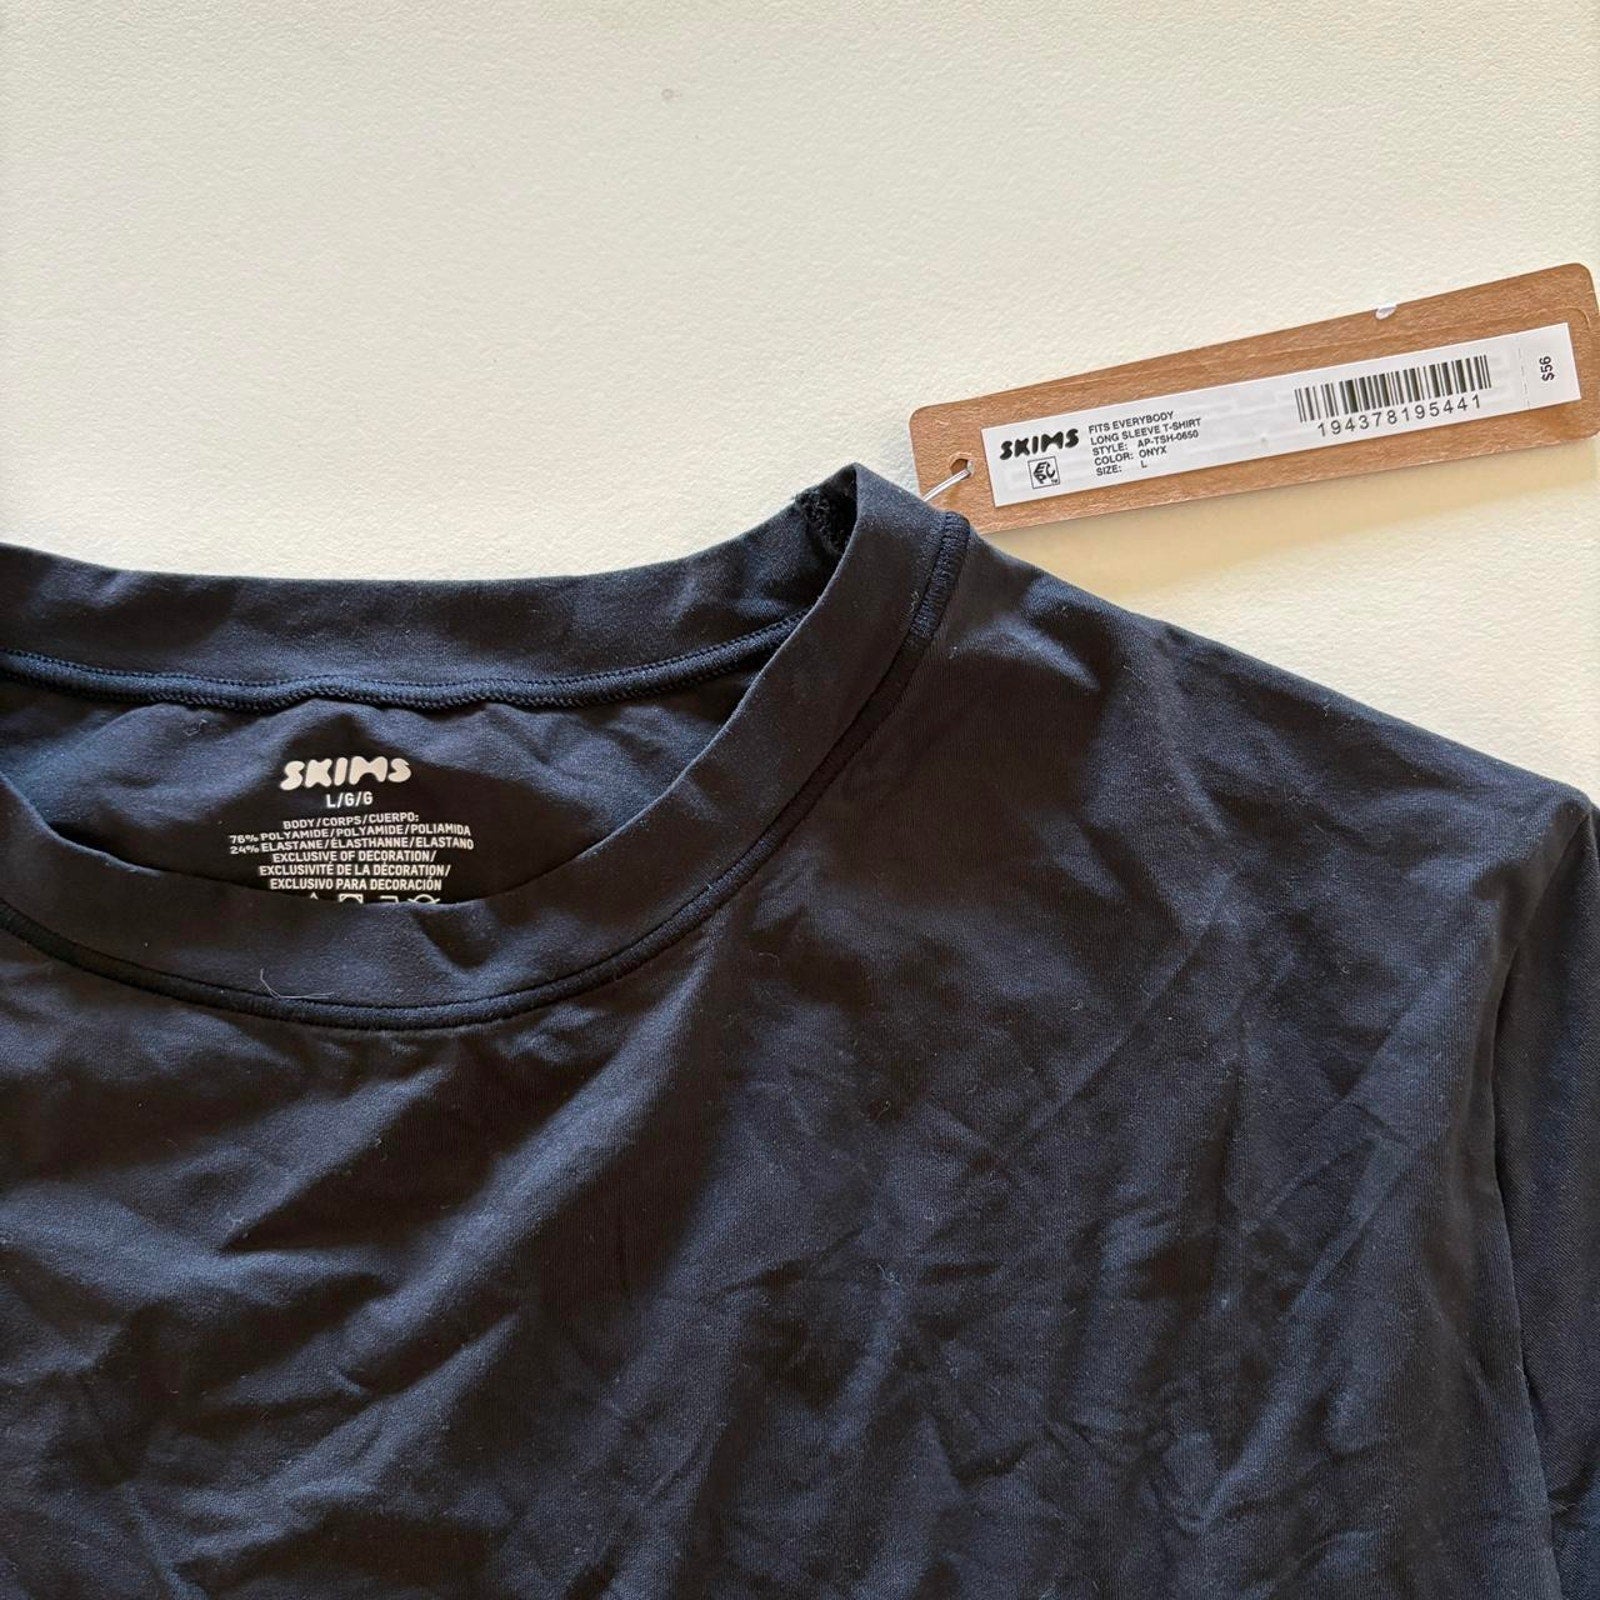 SKIMS
FITS EVERYBODY
LONG SLEEVE T-SHIRT
STYLE: AP-TSH-0650
COLOR: ONYX
SIZE: L
194378195441
$56
SKIMS
L/G/G
BODY/CORPS/CUERPO:
76% POLYAMIDE/POLYAMIDE/POLIAMIDA
24% ELASTANE/ÉLASTHANNE/ELASTANO
EXCLUSIVE OF DECORATION/
EXCLUSIVITÉ DE LA DÉCORATION/
EXCLUSIVO PARA DECORACIÓN